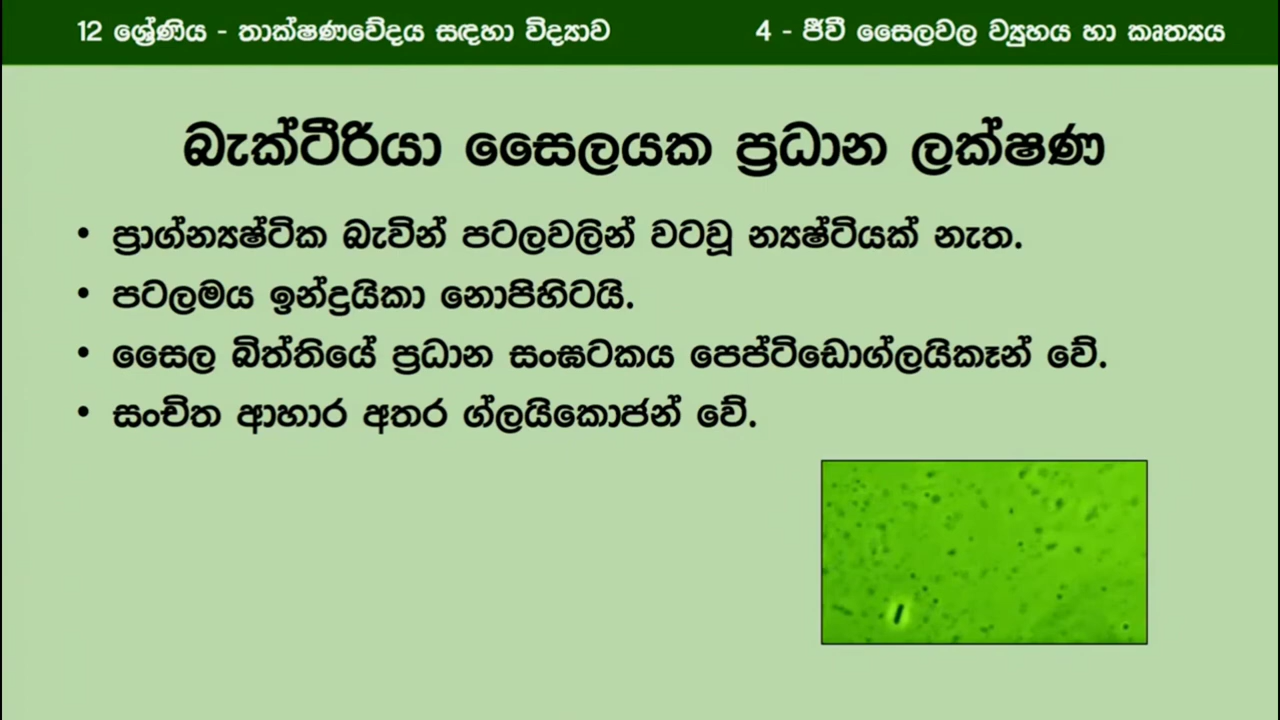 12 ශ්‍රේණිය - තාක්ෂණවේදය සඳහා විද්‍යාව
4 - ජීවී සෛලවල ව්‍යුහය හා කෘත්‍යය
බැක්ටීරියා සෛලයක ප්‍රධාන ලක්ෂණ
• ප්‍රාග්න්‍යෂ්ටික බැවින් පටලවලින් වටවූ න්‍යෂ්ටියක් නැත.
• පටලමය ඉන්ද්‍රයිකා නොපිහිටයි.
• සෛල බිත්තියේ ප්‍රධාන සංඝටකය පෙප්ටිඩොග්ලයිකෑන් වේ.
• සංචිත ආහාර අතර ග්ලයිකොජන් වේ.